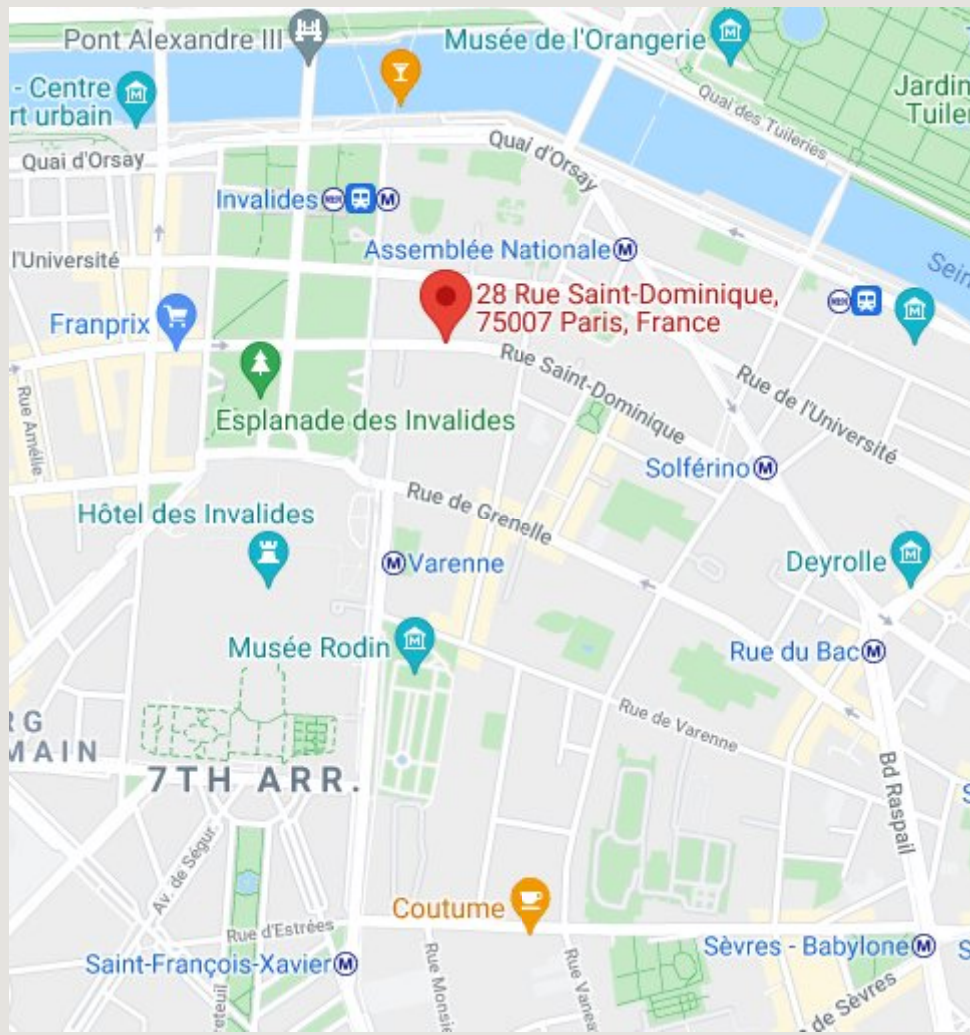 Pont Alexandre III
Musée de l'Orangerie
- Centre
rt urbain
Jardin
Tuiler
Quai des Tuileries
Quai d'Orsay
Quai d'Orsay
Invalides
Assemblée Nationale
l'Université
Sein
28 Rue Saint-Dominique,
75007 Paris, France
Franprix
Rue Saint-Dominique
Rue de l'Université
Rue Amélie
Esplanade des Invalides
Solférino
Rue de Grenelle
Hôtel des Invalides
Varenne
Deyrolle
Musée Rodin
Rue du Bac
Rue de Varenne
RG
MAIN
7TH ARR.
Bd Raspail
S
Av. de Ségur
Coutume
Rue d'Estrées
Sèvres - Babylone
S
Saint-François-Xavier
Rue Monsie
Rue Vaneau
de Sèvres